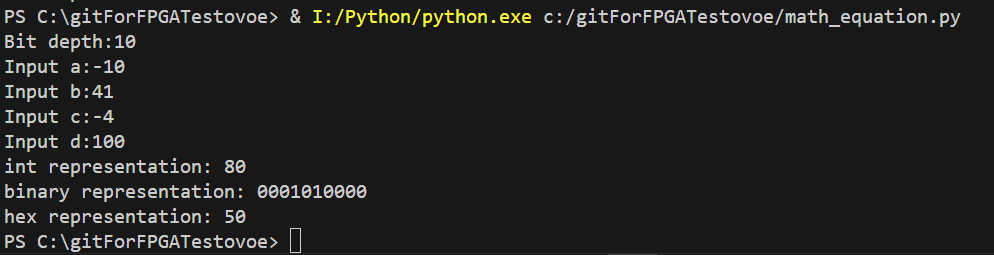 PS C:\gitForFPGATestovoe> & I:/Python/python.exe c:/gitForFPGATestovoe/math_equation.py
Bit depth:10
Input a:-10
Input b:41
Input c:-4
Input d:100
int representation: 80
binary representation: 0001010000
hex representation: 50
PS C:\gitForFPGATestovoe>